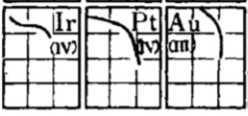 Ir Pt Au
(IV) (IV) (III)